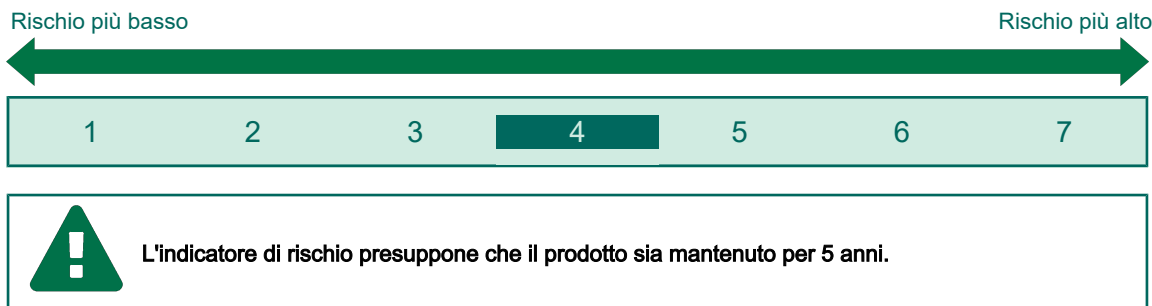 Rischio più basso Rischio più alto
1 2 3 4 5 6 7
L'indicatore di rischio presuppone che il prodotto sia mantenuto per 5 anni.